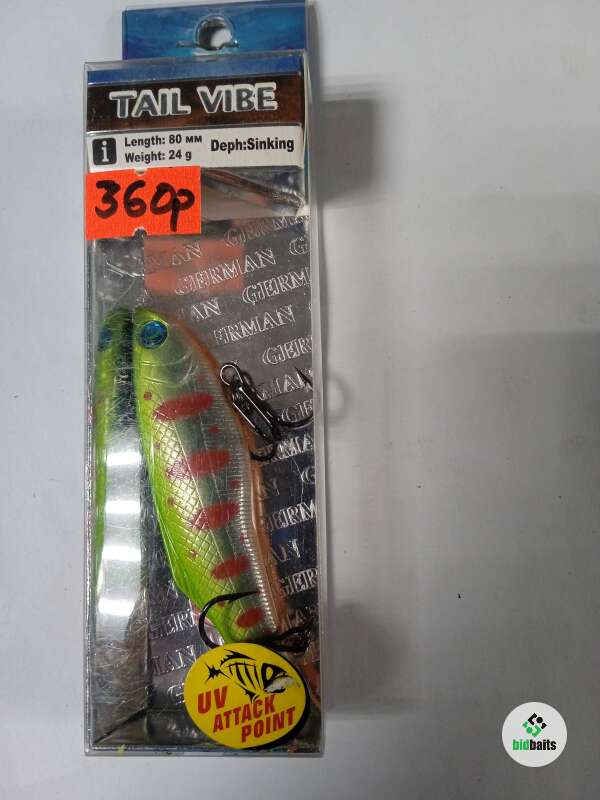 TAIL VIBE
i
Length: 80 мм
Weight: 24 g
Deph:Sinking
360р
GERMAN
GERMAN
GERMAN
UV
ATTACK
POINT
bidbaits